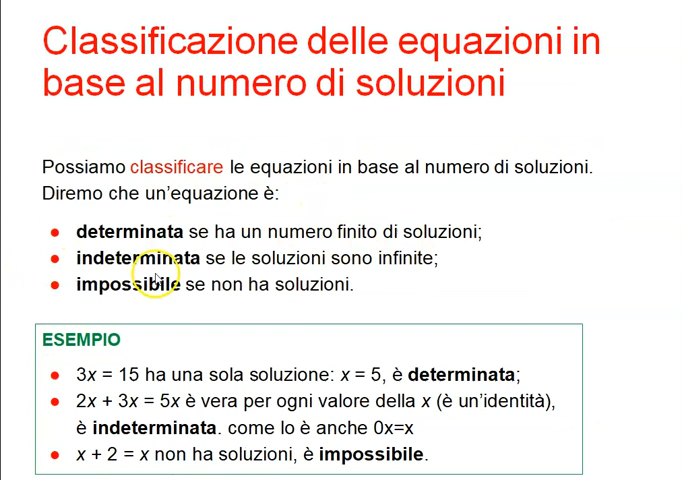 Classificazione delle equazioni in
base al numero di soluzioni
Possiamo classificare le equazioni in base al numero di soluzioni.
Diremo che un'equazione è:
• determinata se ha un numero finito di soluzioni;
• indeterminata se le soluzioni sono infinite;
• impossibile se non ha soluzioni.
ESEMPIO
• 3x = 15 ha una sola soluzione: x = 5, è determinata;
• 2x + 3x = 5x è vera per ogni valore della x (è un'identità),
è indeterminata. come lo è anche 0x=x
• x + 2 = x non ha soluzioni, è impossibile.